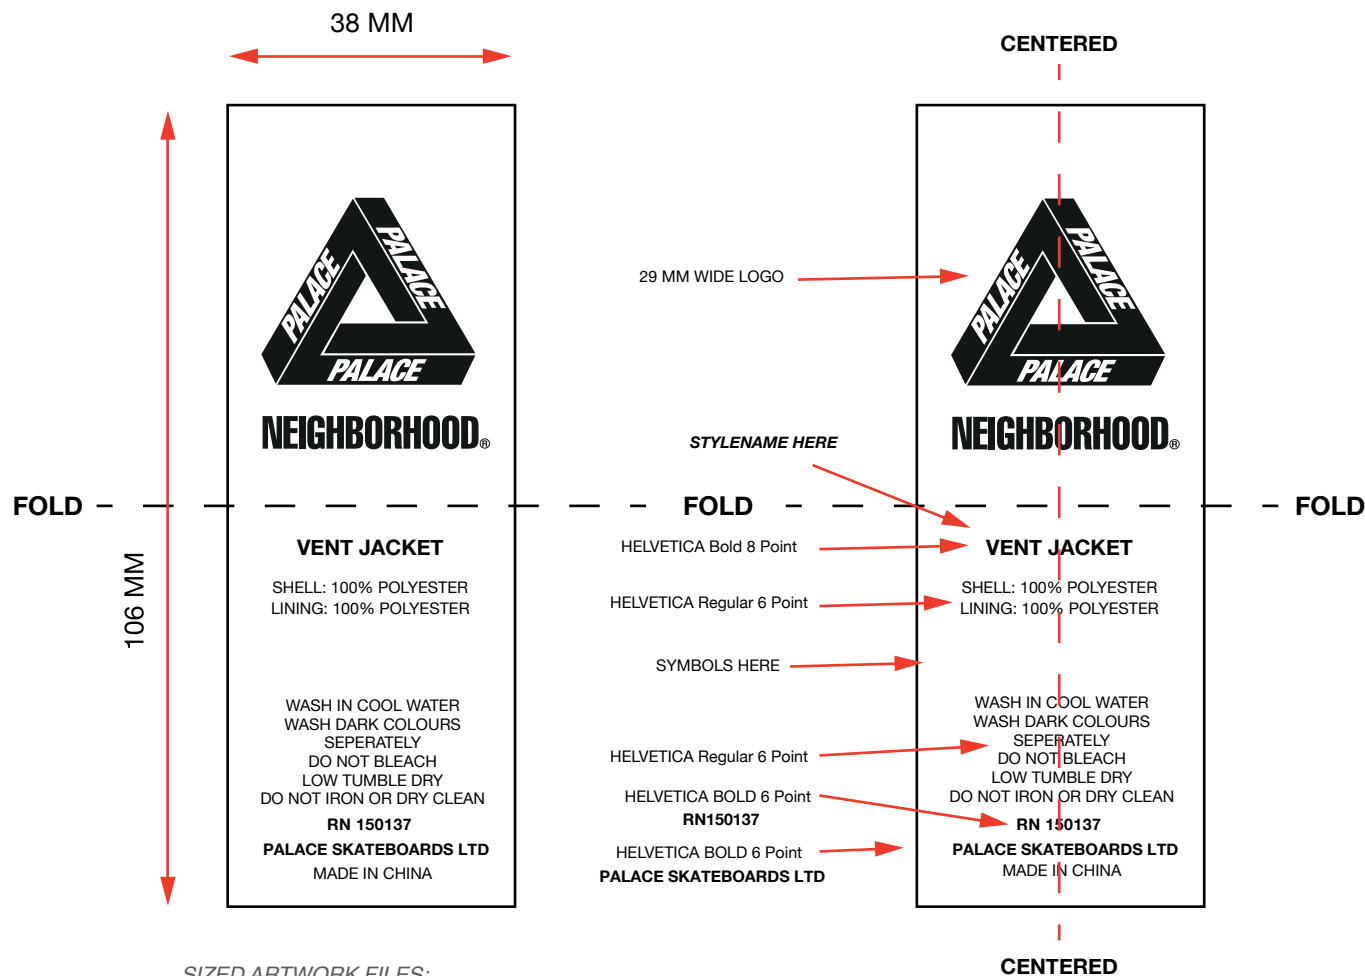 38 MM
CENTERED
PALACE
PALACE
PALACE
NEIGHBORHOOD®
PALACE
PALACE
PALACE
NEIGHBORHOOD®
29 MM WIDE LOGO
STYLENAME HERE
FOLD
FOLD
FOLD
106 MM
VENT JACKET
SHELL: 100% POLYESTER
LINING: 100% POLYESTER
WASH IN COOL WATER
WASH DARK COLOURS
SEPERATELY
DO NOT BLEACH
LOW TUMBLE DRY
DO NOT IRON OR DRY CLEAN
RN 150137
PALACE SKATEBOARDS LTD
MADE IN CHINA
HELVETICA Bold 8 Point
HELVETICA Regular 6 Point
SYMBOLS HERE
HELVETICA Regular 6 Point
HELVETICA BOLD 6 Point
RN150137
HELVETICA BOLD 6 Point
PALACE SKATEBOARDS LTD
VENT JACKET
SHELL: 100% POLYESTER
LINING: 100% POLYESTER
WASH IN COOL WATER
WASH DARK COLOURS
SEPERATELY
DO NOT BLEACH
LOW TUMBLE DRY
DO NOT IRON OR DRY CLEAN
RN 150137
PALACE SKATEBOARDS LTD
MADE IN CHINA
SIZED ARTWORK FILES:
CENTERED